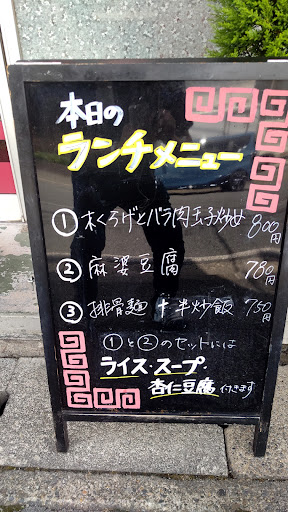 本日の
ランチメニュー
① 木くらげとバラ肉玉子炒め 800円
② 麻婆豆腐 780円
③ 排骨麺 + 半炒飯 750円
①と②のセットには
ライス・スープ・
杏仁豆腐 付きます